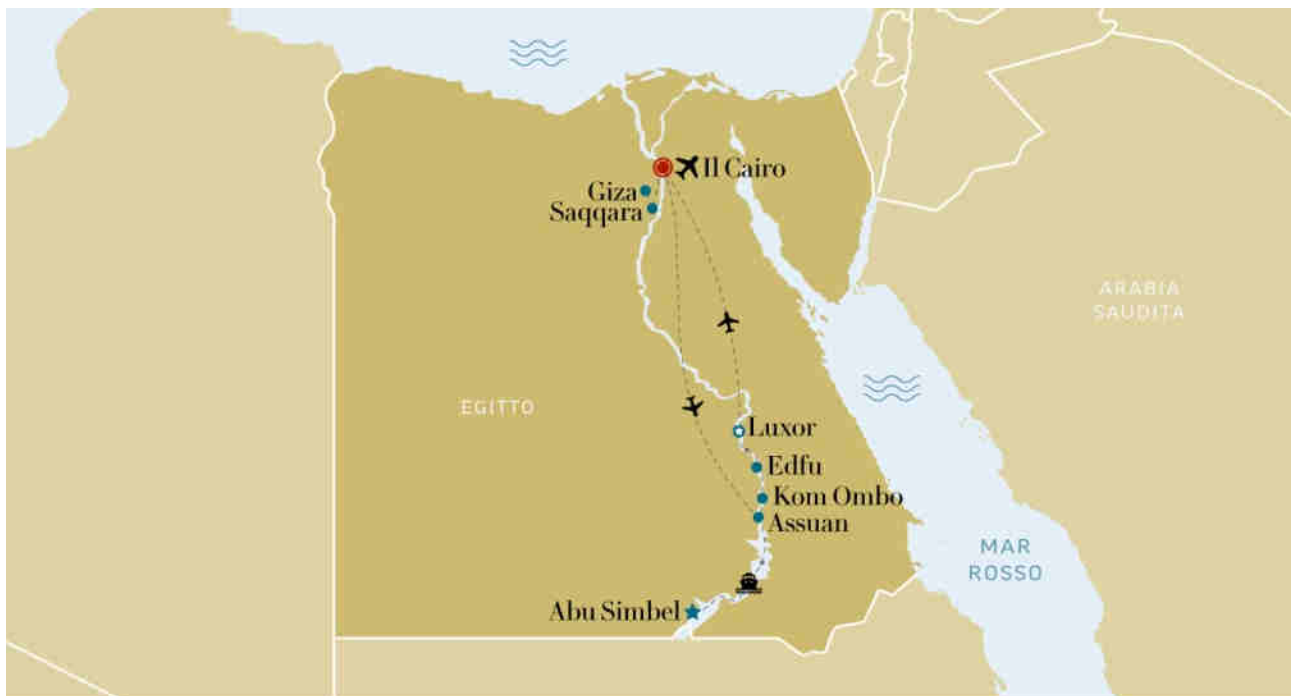 Il Cairo
Giza
Saqqara
ARABIA
SAUDITA
EGITTO
Luxor
Edfu
Kom Ombo
Assuan
MAR
ROSSO
Abu Simbel